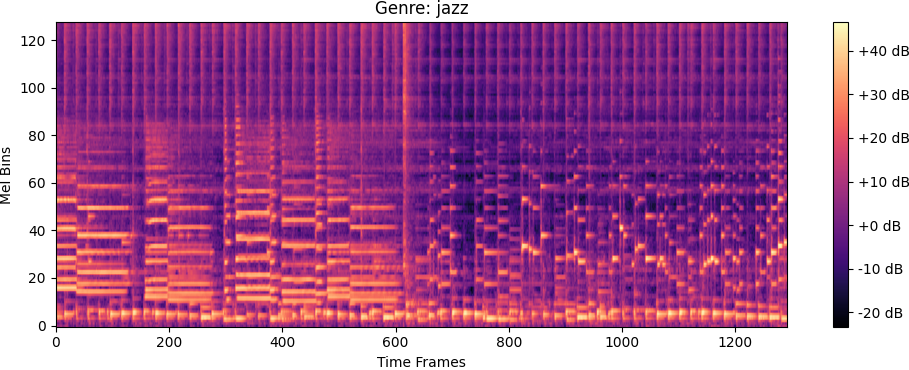 Genre: jazz
Mel Bins
120
100
80
60
40
20
0
0 200 400 600 800 1000 1200
Time Frames
+40 dB
+30 dB
+20 dB
+10 dB
+0 dB
-10 dB
-20 dB